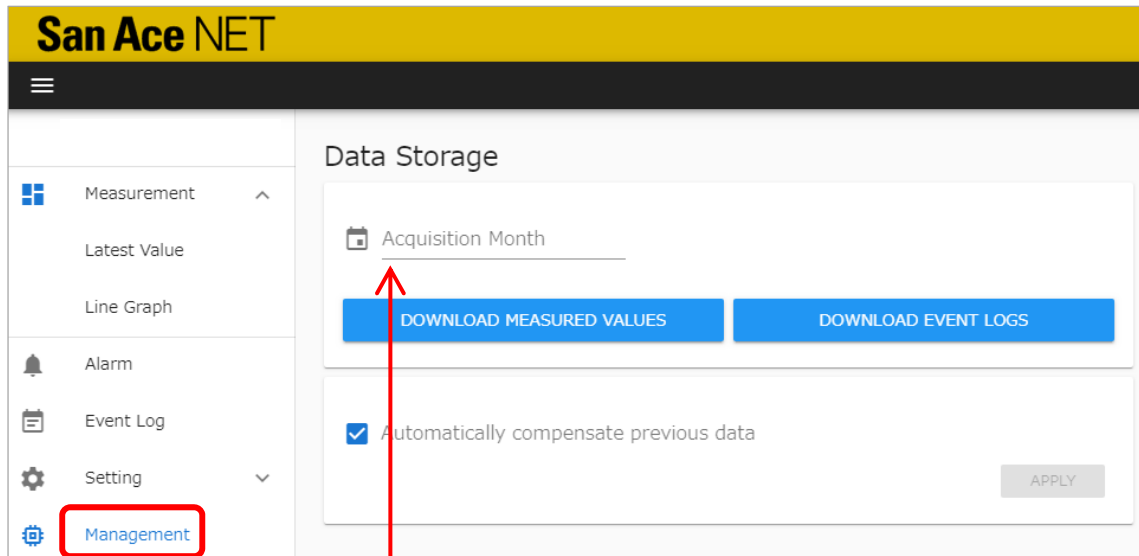 San Ace NET
Data Storage
Measurement
Latest Value
Line Graph
Alarm
Event Log
Setting
Management
Acquisition Month
DOWNLOAD MEASURED VALUES
DOWNLOAD EVENT LOGS
Automatically compensate previous data
APPLY